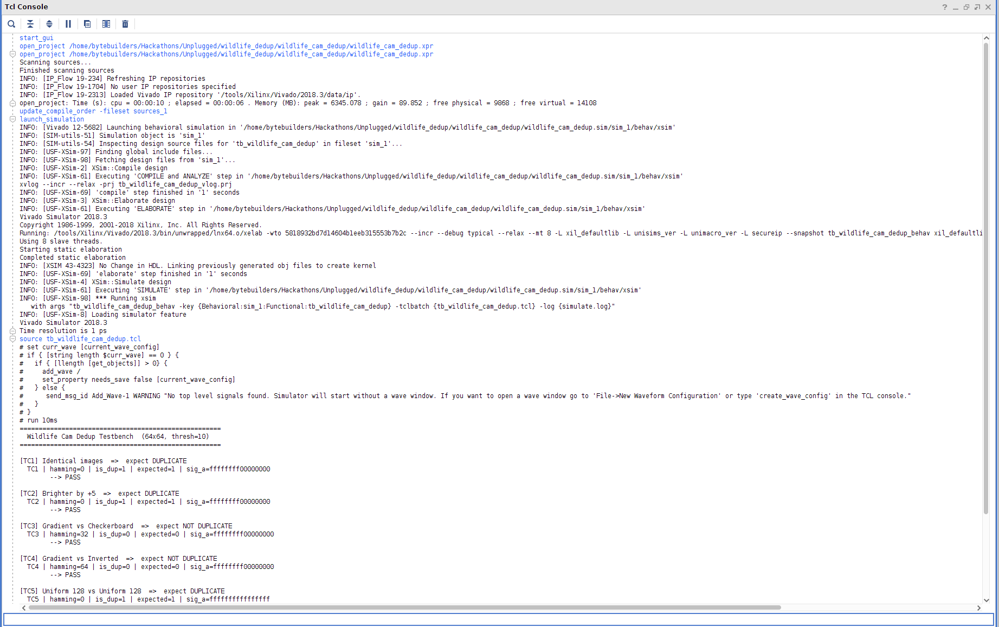 Tcl Console
start_gui
open_project /home/bytebuilders/Hackathons/Unplugged/wildlife_dedup/wildlife_cam_dedup/wildlife_cam_dedup.xpr
open_project /home/bytebuilders/Hackathons/Unplugged/wildlife_dedup/wildlife_cam_dedup/wildlife_cam_dedup.xpr
Scanning sources...
Finished scanning sources
INFO: [IP_Flow 19-234] Refreshing IP repositories
INFO: [IP_Flow 19-1704] No user IP repositories specified
INFO: [IP_Flow 19-2313] Loaded Vivado IP repository '/tools/Xilinx/Vivado/2018.3/data/ip'.
open_project: Time (s): cpu = 00:00:10 ; elapsed = 00:00:06 . Memory (MB): peak = 6345.078 ; gain = 89.852 ; free physical = 9868 ; free virtual = 14108
update_compile_order -fileset sources_1
launch_simulation
INFO: [Vivado 12-5682] Launching behavioral simulation in '/home/bytebuilders/Hackathons/Unplugged/wildlife_dedup/wildlife_cam_dedup/wildlife_cam_dedup.sim/sim_1/behav/xsim'
INFO: [SIM-utils-51] Simulation object is 'sim_1'
INFO: [SIM-utils-54] Inspecting design source files for 'tb_wildlife_cam_dedup' in fileset 'sim_1'...
INFO: [USF-XSim-97] Finding global include files...
INFO: [USF-XSim-98] Fetching design files from 'sim_1'...
INFO: [USF-XSim-2] XSim::Compile design
INFO: [USF-XSim-61] Executing 'COMPILE and ANALYZE' step in '/home/bytebuilders/Hackathons/Unplugged/wildlife_dedup/wildlife_cam_dedup/wildlife_cam_dedup.sim/sim_1/behav/xsim'
xvlog --incr --relax -prj tb_wildlife_cam_dedup_vlog.prj
INFO: [USF-XSim-69] 'compile' step finished in '1' seconds
INFO: [USF-XSim-3] XSim::Elaborate design
INFO: [USF-XSim-61] Executing 'ELABORATE' step in '/home/bytebuilders/Hackathons/Unplugged/wildlife_dedup/wildlife_cam_dedup/wildlife_cam_dedup.sim/sim_1/behav/xsim'
Vivado Simulator 2018.3
Copyright 1986-1999, 2001-2018 Xilinx, Inc. All Rights Reserved.
Running: /tools/Xilinx/Vivado/2018.3/bin/unwrapped/lnx64.o/xelab -wto 5818932bd7d14604b1eeb315553b7b2c --incr --debug typical --relax --mt 8 -L xil_defaultlib -L unisims_ver -L unimacro_ver -L secureip --snapshot tb_wildlife_cam_dedup_behav xil_defaultli
Using 8 slave threads.
Starting static elaboration
Completed static elaboration
INFO: [XSIM 43-4323] No Change in HDL. Linking previously generated obj files to create kernel
INFO: [USF-XSim-69] 'elaborate' step finished in '1' seconds
INFO: [USF-XSim-4] XSim::Simulate design
INFO: [USF-XSim-61] Executing 'SIMULATE' step in '/home/bytebuilders/Hackathons/Unplugged/wildlife_dedup/wildlife_cam_dedup/wildlife_cam_dedup.sim/sim_1/behav/xsim'
INFO: [USF-XSim-98] *** Running xsim
with args "tb_wildlife_cam_dedup_behav -key {Behavioral:sim_1:Functional:tb_wildlife_cam_dedup} -tclbatch {tb_wildlife_cam_dedup.tcl} -log {simulate.log}"
INFO: [USF-XSim-8] Loading simulator feature
Vivado Simulator 2018.3
Time resolution is 1 ps
source tb_wildlife_cam_dedup.tcl
# set curr_wave [current_wave_config]
# if { [string length $curr_wave] == 0 } {
#   if { [llength [get_objects]] > 0} {
#     add_wave /
#     set_property needs_save false [current_wave_config]
#   } else {
#      send_msg_id Add_Wave-1 WARNING "No top level signals found. Simulator will start without a wave window. If you want to open a wave window go to 'File->New Waveform Configuration' or type 'create_wave_config' in the TCL console."
#   }
# }
# run 10ms
=====================================================
Wildlife Cam Dedup Testbench  (64x64, thresh=10)
=====================================================
[TC1] Identical images  =>  expect DUPLICATE
TC1 | hamming=0 | is_dup=1 | expected=1 | sig_a=ffffffff00000000
--> PASS
[TC2] Brighter by +5  =>  expect DUPLICATE
TC2 | hamming=0 | is_dup=1 | expected=1 | sig_a=ffffffff00000000
--> PASS
[TC3] Gradient vs Checkerboard  =>  expect NOT DUPLICATE
TC3 | hamming=32 | is_dup=0 | expected=0 | sig_a=ffffffff00000000
--> PASS
[TC4] Gradient vs Inverted  =>  expect NOT DUPLICATE
TC4 | hamming=64 | is_dup=0 | expected=0 | sig_a=ffffffff00000000
--> PASS
[TC5] Uniform 128 vs Uniform 128  =>  expect DUPLICATE
TC5 | hamming=0 | is_dup=1 | expected=1 | sig_a=ffffffffffffffff